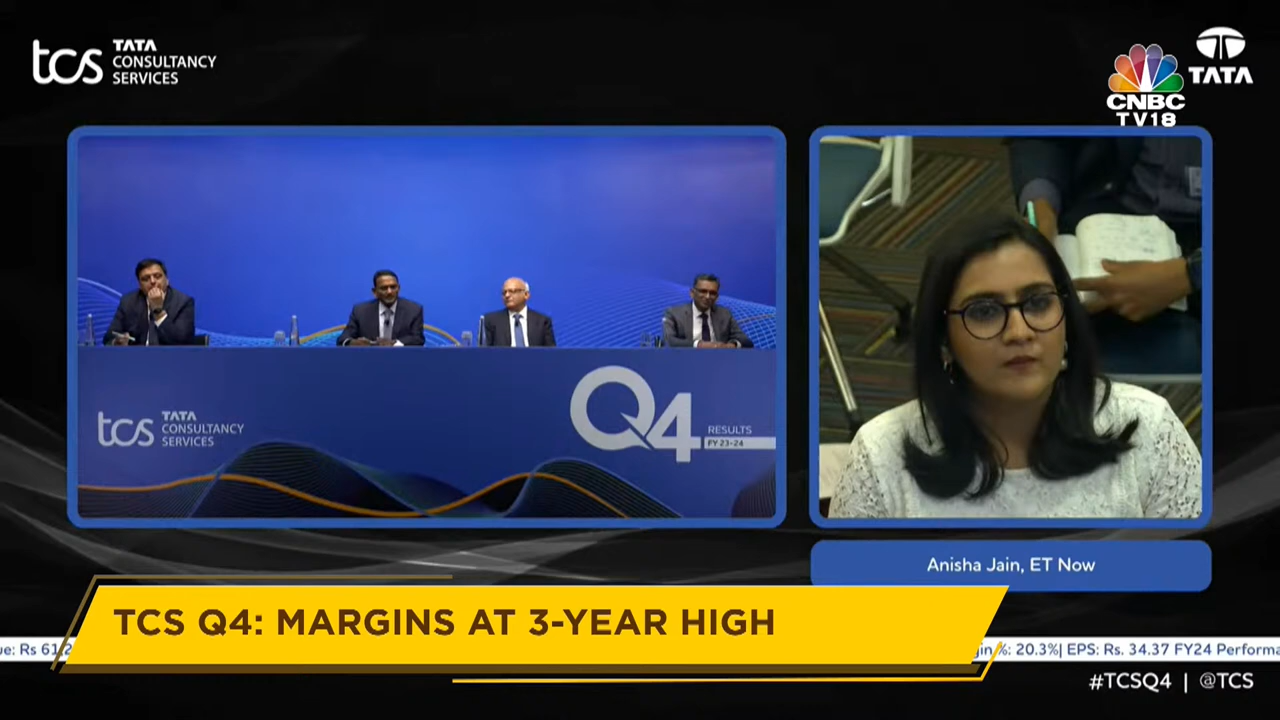 tcs TATA
CONSULTANCY
SERVICES
TATA
CNBC
TV18
tcs TATA
CONSULTANCY
SERVICES
Q4 RESULTS
FY 23-24
Anisha Jain, ET Now
TCS Q4: MARGINS AT 3-YEAR HIGH
Rs %: 20.3%| EPS: Rs. 34.37 FY24
#TCSQ4 | @TCS